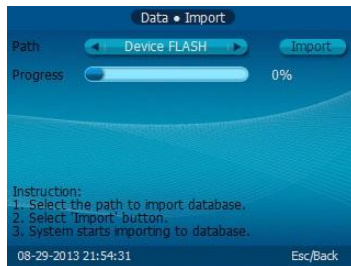 Data • Import
Path Device FLASH Import
Progress 0%
Instruction:
1. Select the path to import database.
2. Select 'Import' button.
3. System starts importing to database.
08-29-2013 21:54:31 Esc/Back